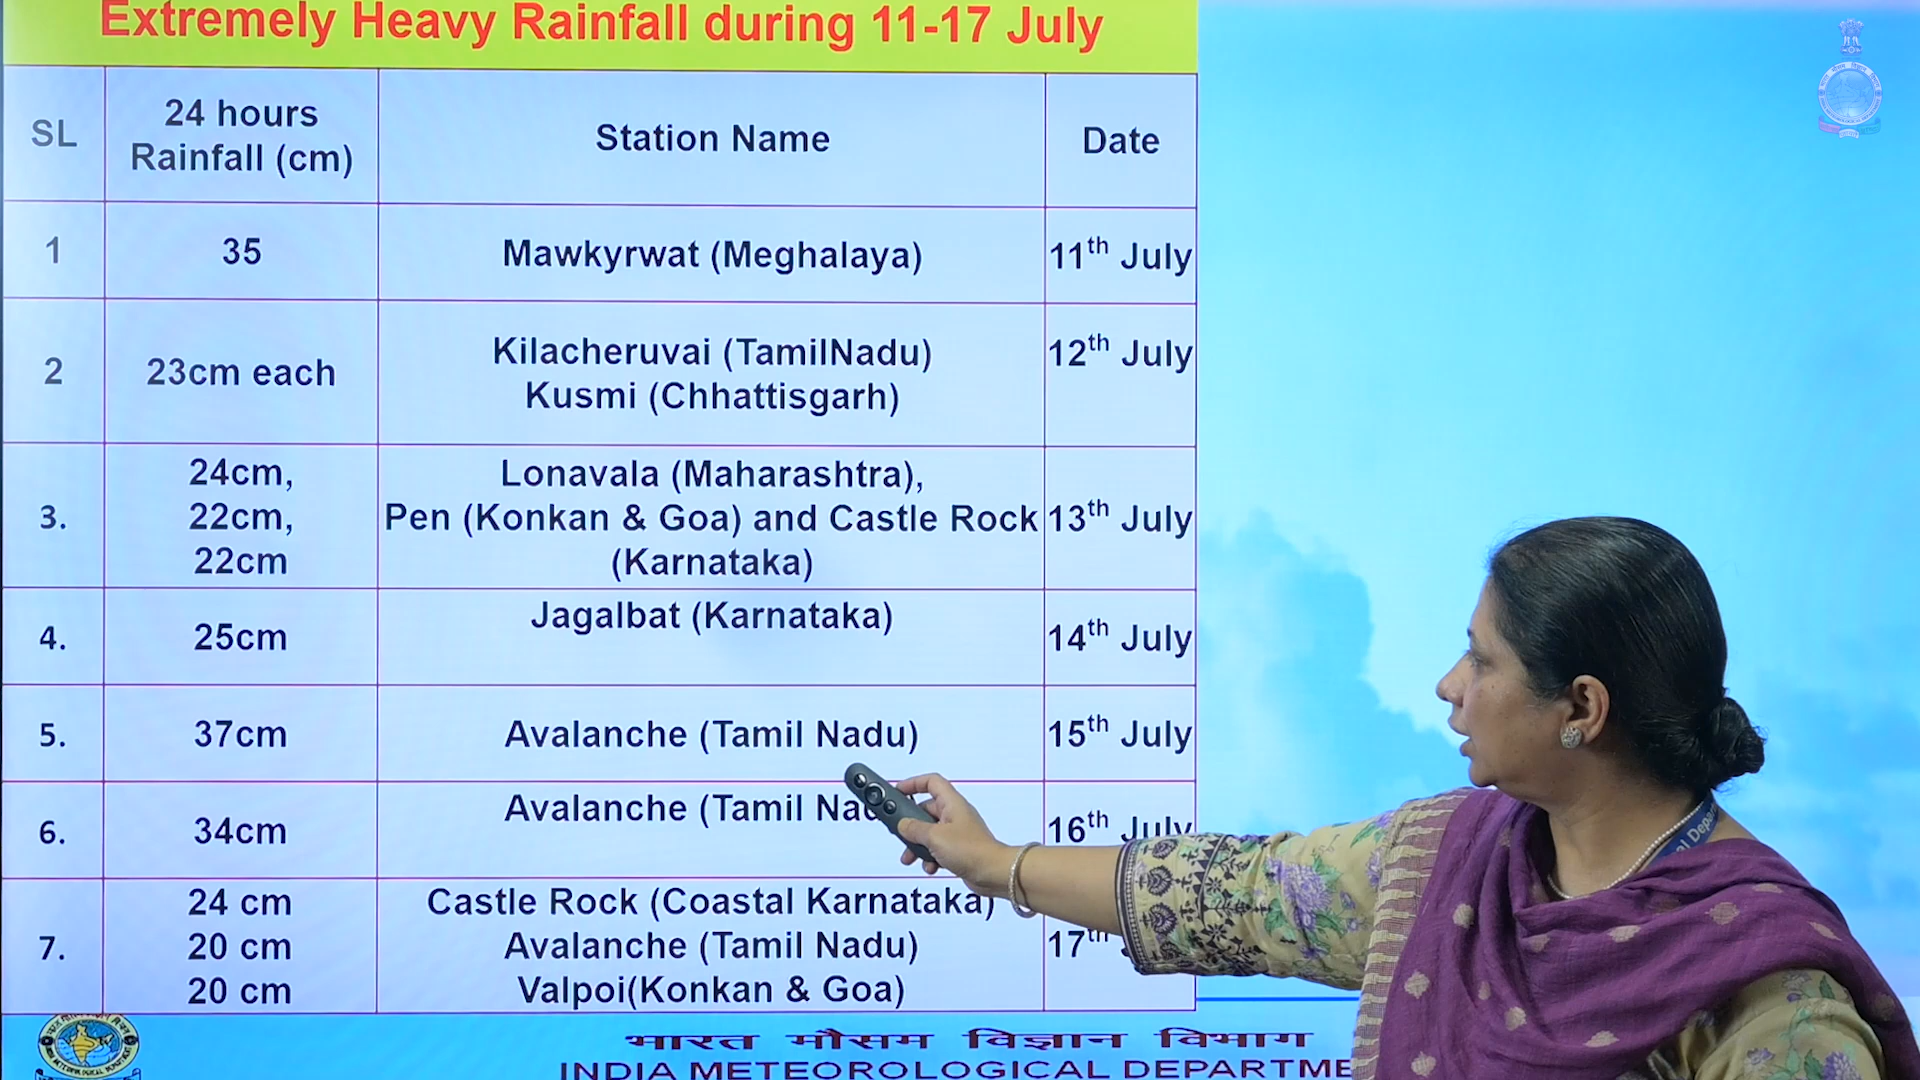 Extremely Heavy Rainfall during 11-17 July
SL
24 hours
Rainfall (cm)
Station Name
Date
1
35
Mawkyrwat (Meghalaya)
11th July
2
23cm each
Kilacheruvai (TamilNadu)
Kusmi (Chhattisgarh)
12th July
3.
24cm,
22cm,
22cm
Lonavala (Maharashtra),
Pen (Konkan & Goa) and Castle Rock
(Karnataka)
13th July
4.
25cm
Jagalbat (Karnataka)
14th July
5.
37cm
Avalanche (Tamil Nadu)
15th July
6.
34cm
Avalanche (Tamil
16th July
7.
24 cm
20 cm
20 cm
Castle Rock (Coastal Karnataka)
Avalanche (Tamil Nadu)
Valpoi(Konkan & Goa)
17th
भारत मौसम विज्ञान विभाग
INDIA METEOROLOGICAL